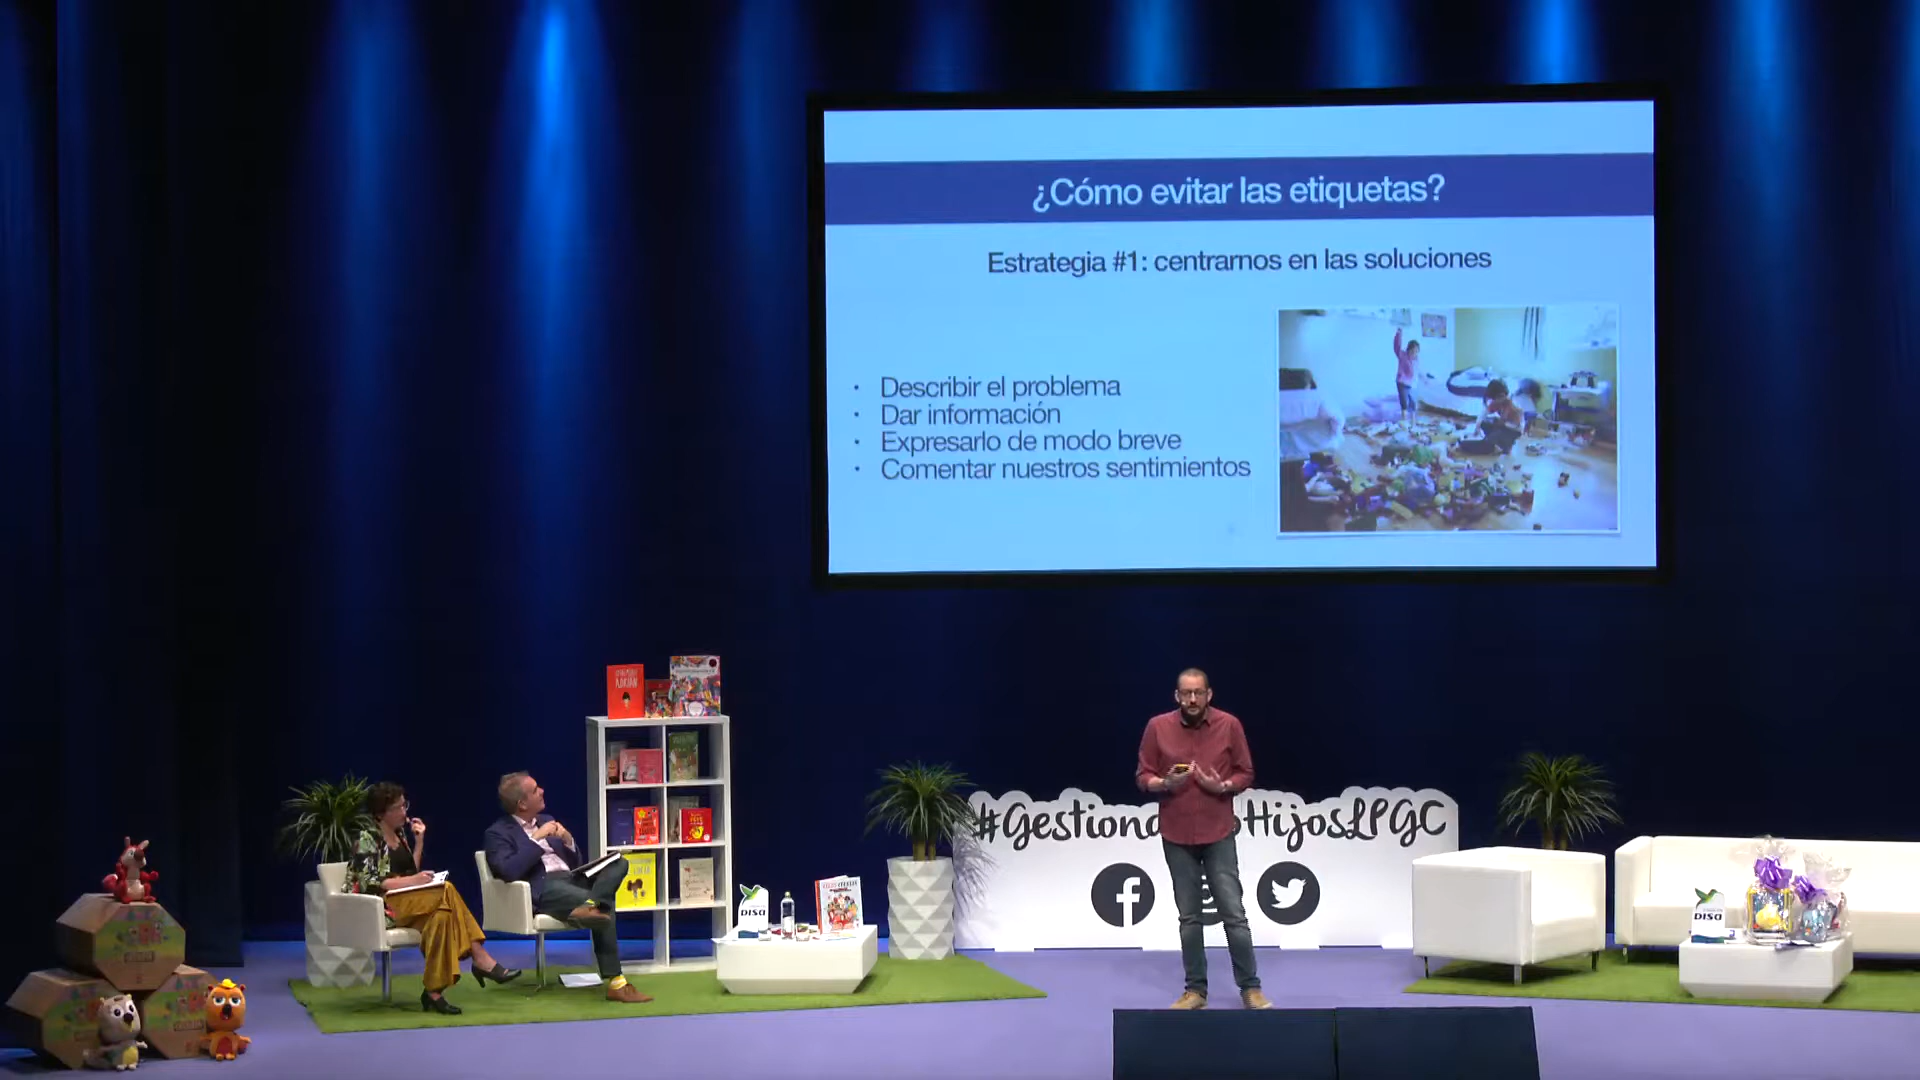 ¿Cómo evitar las etiquetas?
Estrategia #1: centrarnos en las soluciones
• Describir el problema
• Dar información
• Expresarlo de modo breve
• Comentar nuestros sentimientos
#Gestiona
HijosLPGC
DISA
DISA